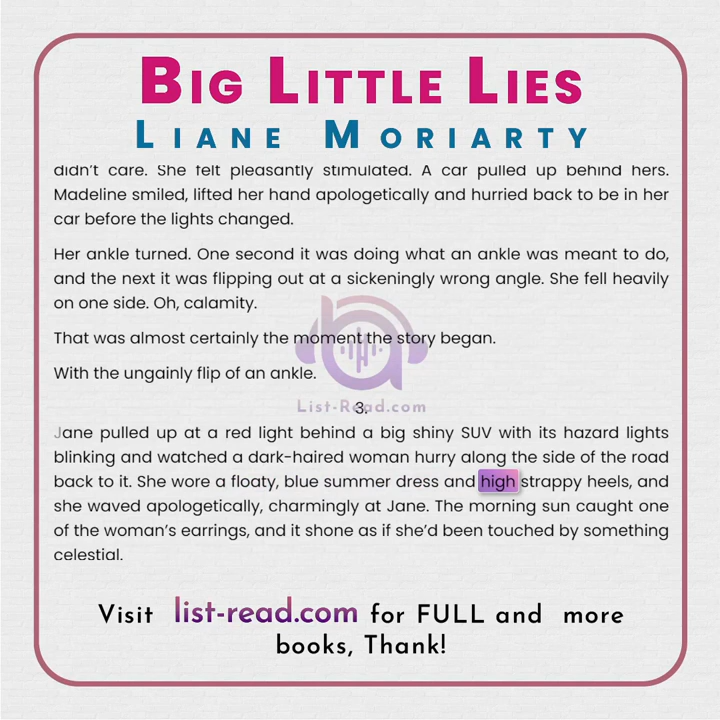 BIG LITTLE LIES
LIANE MORIARTY
didn't care. She felt pleasantly stimulated. A car pulled up behind hers.
Madeline smiled, lifted her hand apologetically and hurried back to be in her
car before the lights changed.
Her ankle turned. One second it was doing what an ankle was meant to do,
and the next it was flipping out at a sickeningly wrong angle. She fell heavily
on one side. Oh, calamity.
That was almost certainly the moment the story began.
With the ungainly flip of an ankle.
List-Read.com
3.
Jane pulled up at a red light behind a big shiny SUV with its hazard lights
blinking and watched a dark-haired woman hurry along the side of the road
back to it. She wore a floaty, blue summer dress and high strappy heels, and
she waved apologetically, charmingly at Jane. The morning sun caught one
of the woman's earrings, and it shone as if she'd been touched by something
celestial.
Visit list-read.com for FULL and more
books, Thank!